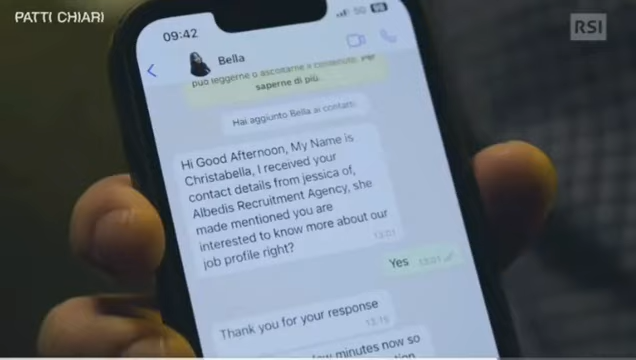 PATTI CHIARI
RSI
09:42
5G
Bella
può leggerne o ascoltarne il contenuto. Per
saperne di più.
Hai aggiunto Bella ai contatti.
Hi Good Afternoon, My Name is
Christabella, I received your
contact details from jessica of,
Albedis Recruitment Agency, she
made mentioned you are
interested to know more about our
job profile right?
13:01
Yes 13:01
Thank you for your response
13:15
few minutes now so